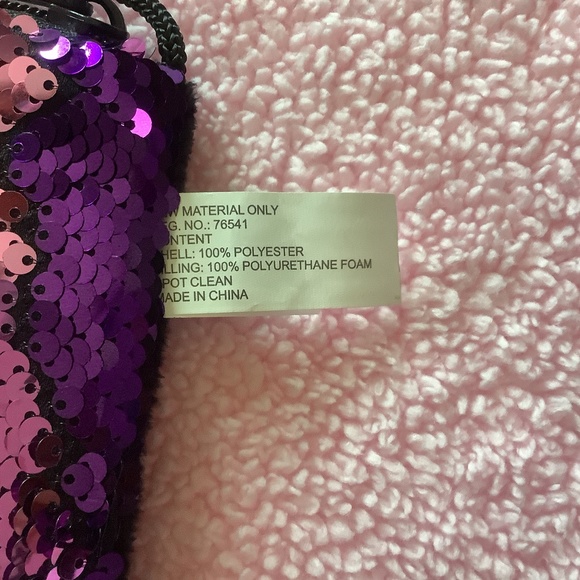 W MATERIAL ONLY
G. NO.: 76541
ONTENT
HELL: 100% POLYESTER
ILLING: 100% POLYURETHANE FOAM
POT CLEAN
MADE IN CHINA